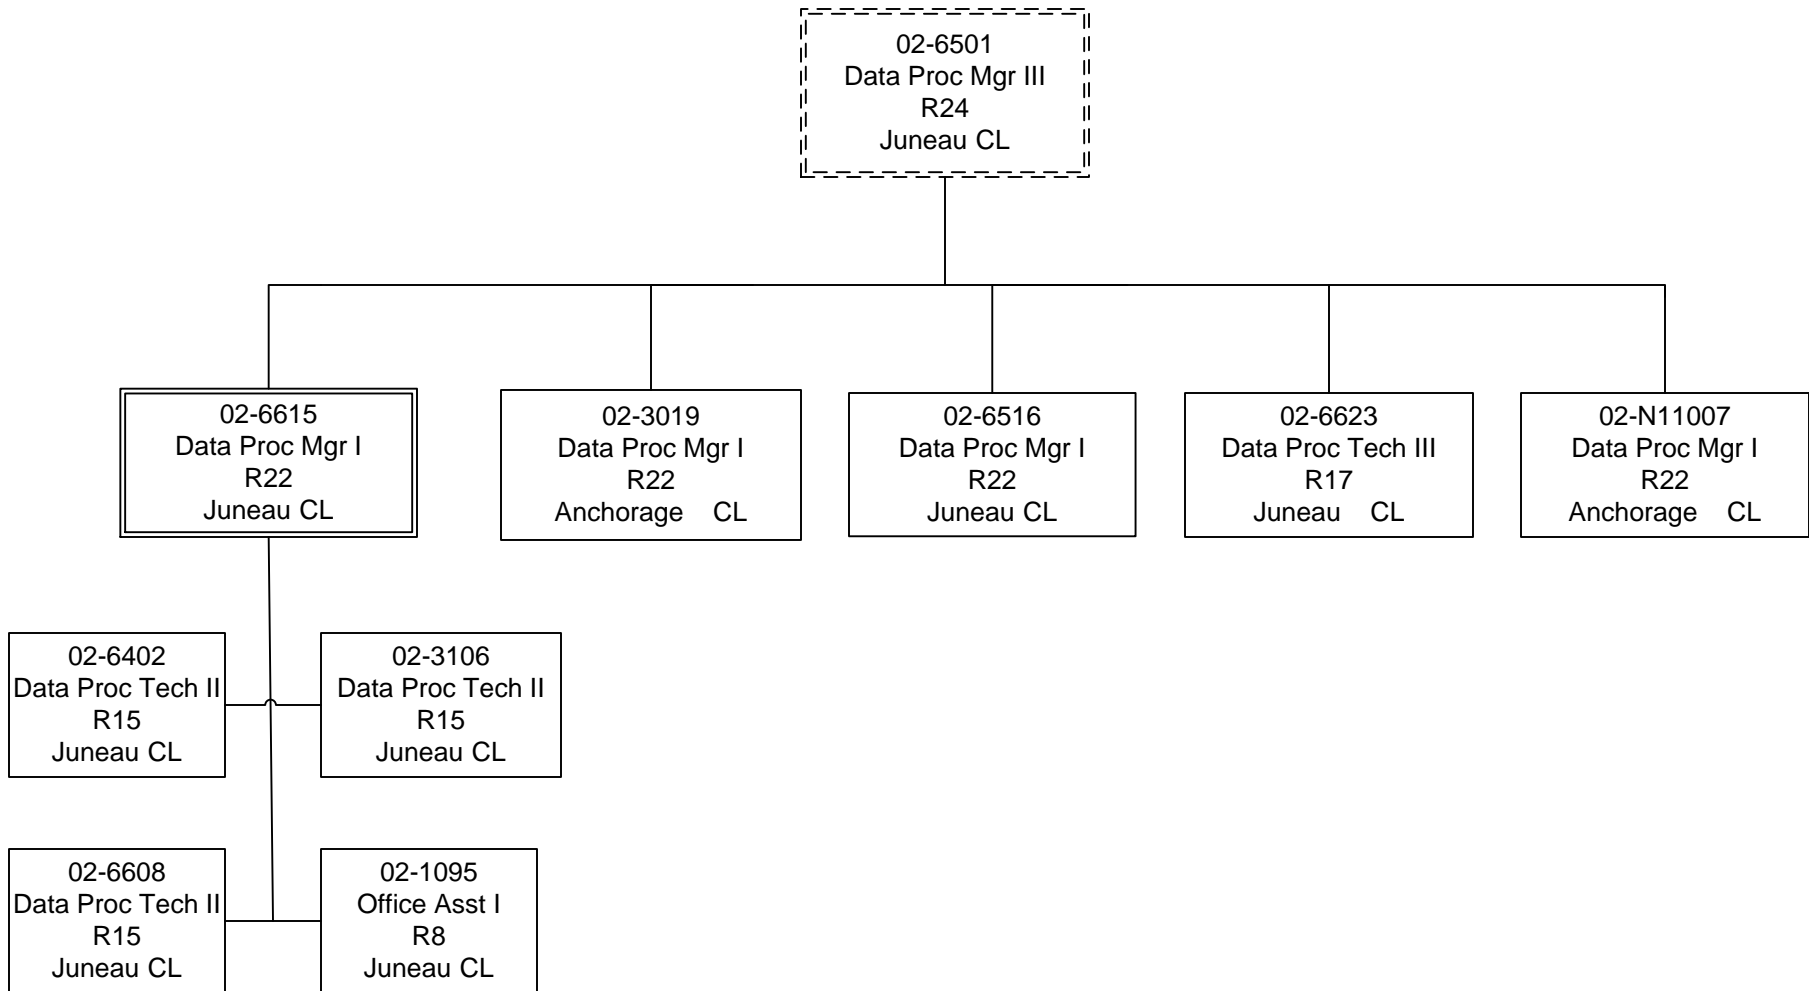 02-6501
Data Proc Mgr III
R24
Juneau CL
02-6615
Data Proc Mgr I
R22
Juneau CL
02-3019
Data Proc Mgr I
R22
Anchorage CL
02-6516
Data Proc Mgr I
R22
Juneau CL
02-6623
Data Proc Tech III
R17
Juneau CL
02-N11007
Data Proc Mgr I
R22
Anchorage CL
02-6402
Data Proc Tech II
R15
Juneau CL
02-3106
Data Proc Tech II
R15
Juneau CL
02-6608
Data Proc Tech II
R15
Juneau CL
02-1095
Office Asst I
R8
Juneau CL